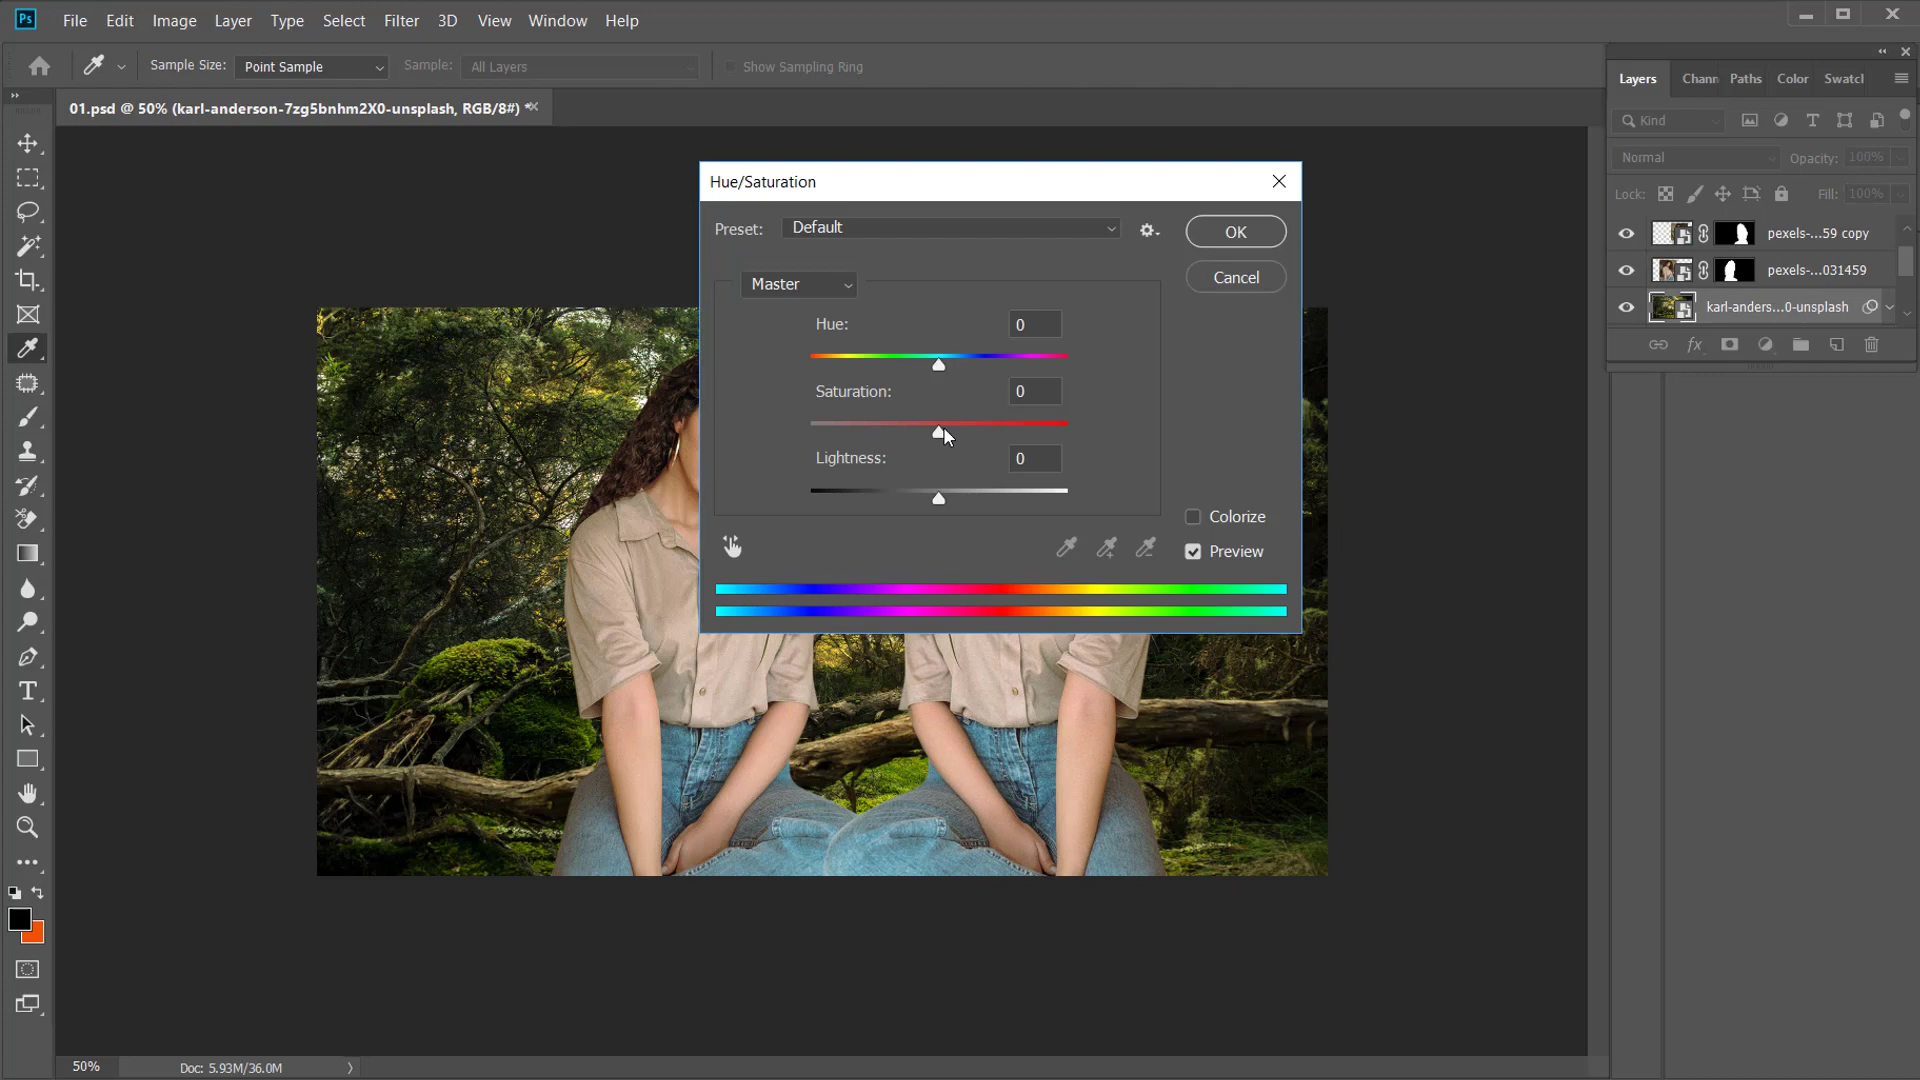 Ps File Edit Image Layer Type Select Filter 3D View Window Help
Sample Size: Point Sample Sample: All Layers Show Sampling Ring
01.psd @ 50% (karl-anderson-7zg5bnhm2X0-unsplash, RGB/8#) *
Hue/Saturation
Preset: Default
OK
Cancel
Master
Hue: 0
Saturation: 0
Lightness: 0
Colorize
Preview
Layers Chann Paths Color Swatcl
Kind
Normal Opacity: 100%
Lock: Fill: 100%
pexels-...59 copy
pexels-...031459
karl-anders...0-unsplash
fx
50% Doc: 5.93M/36.0M